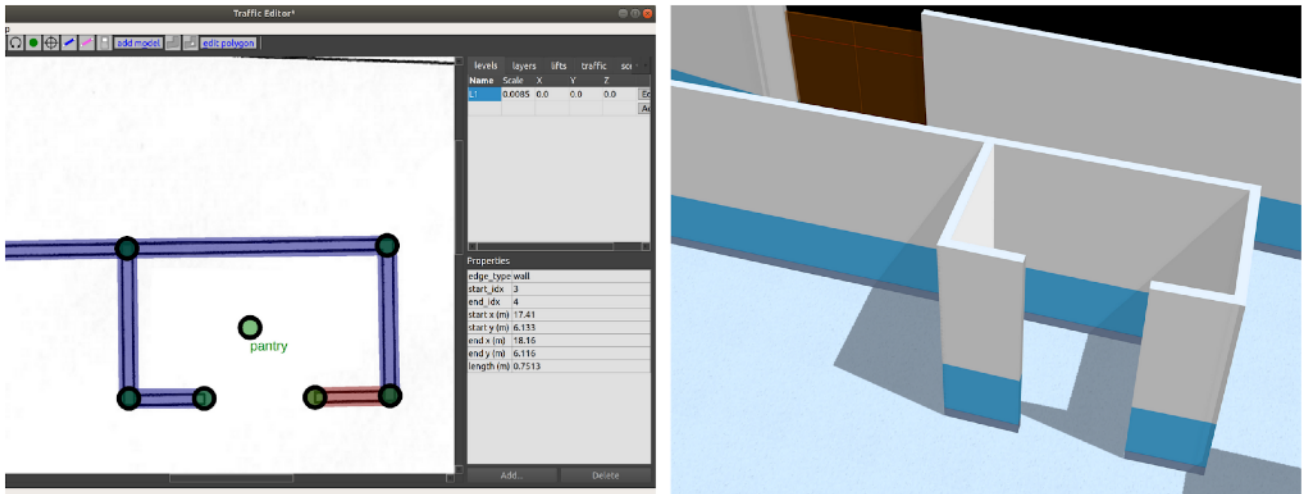 Traffic Editor*
p
add model edit polygon
levels layers lifts traffic
Name Scale X Y Z
L1 0.0085 0.0 0.0 0.0
Properties
edge_type wall
start_idx 3
end_idx 4
start x (m) 17.41
start y (m) 6.133
end x (m) 18.16
end y (m) 6.116
length (m) 0.7513
pantry
Add... Delete